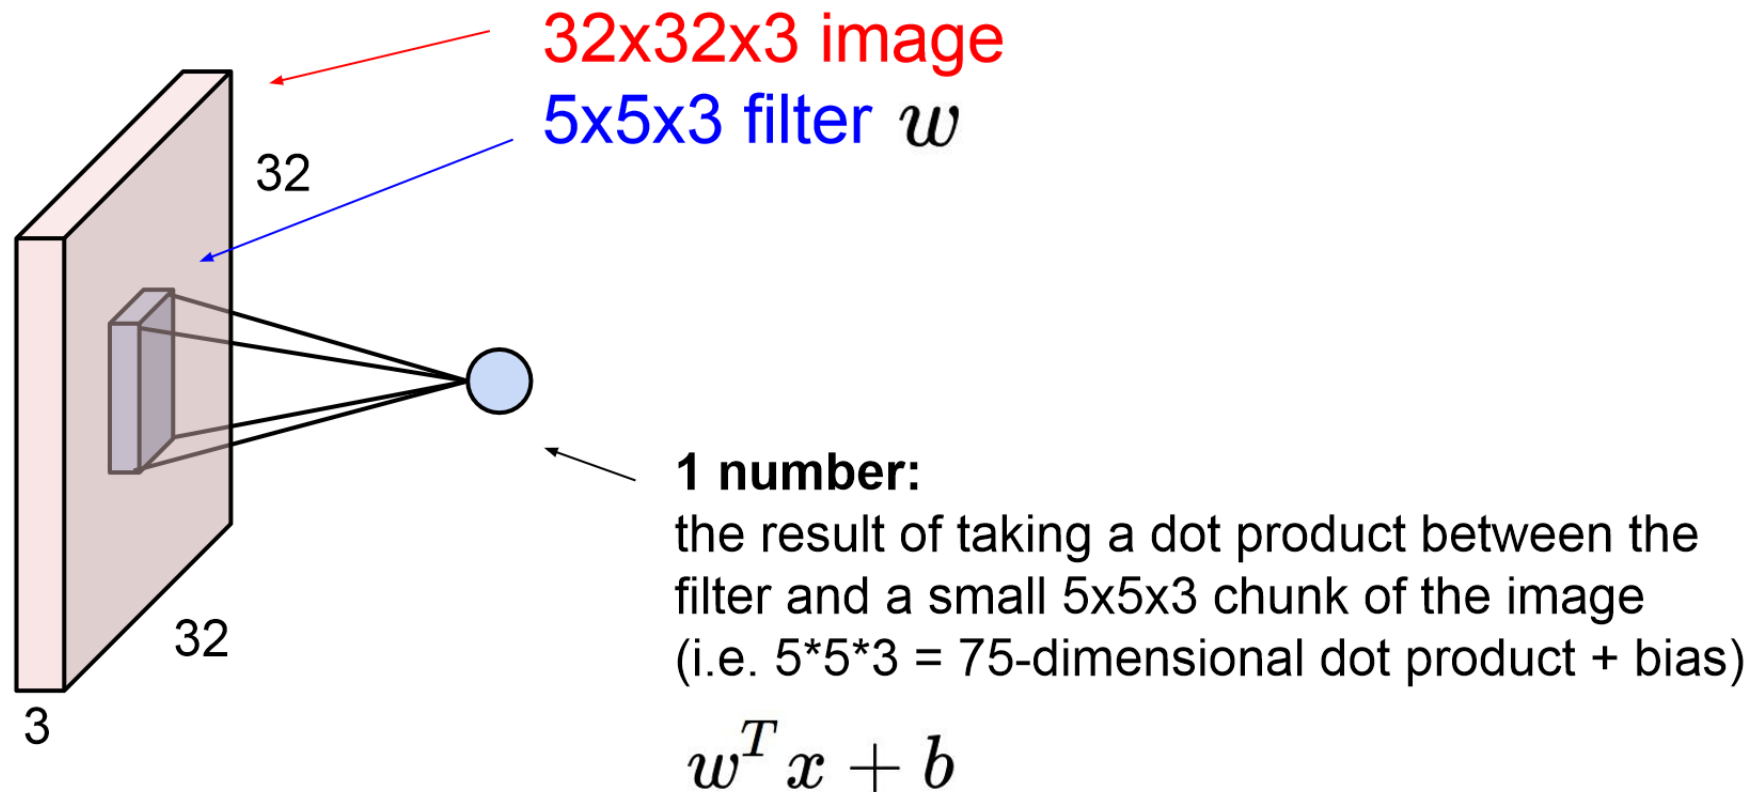 32x32x3 image
5x5x3 filter w
32
32
3
1 number:
the result of taking a dot product between the
filter and a small 5x5x3 chunk of the image
(i.e. 5*5*3 = 75-dimensional dot product + bias)
w^T x + b